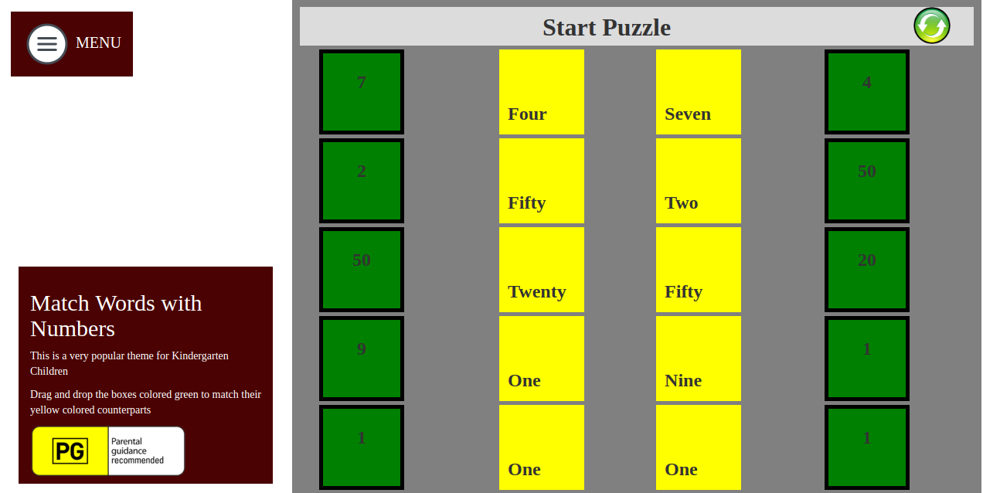 MENU
Start Puzzle
7
Four
Seven
4
2
Fifty
Two
50
50
Twenty
Fifty
20
9
One
Nine
1
1
One
One
1
Match Words with
Numbers
This is a very popular theme for Kindergarten
Children
Drag and drop the boxes colored green to match their
yellow colored counterparts
PG
Parental
guidance
recommended